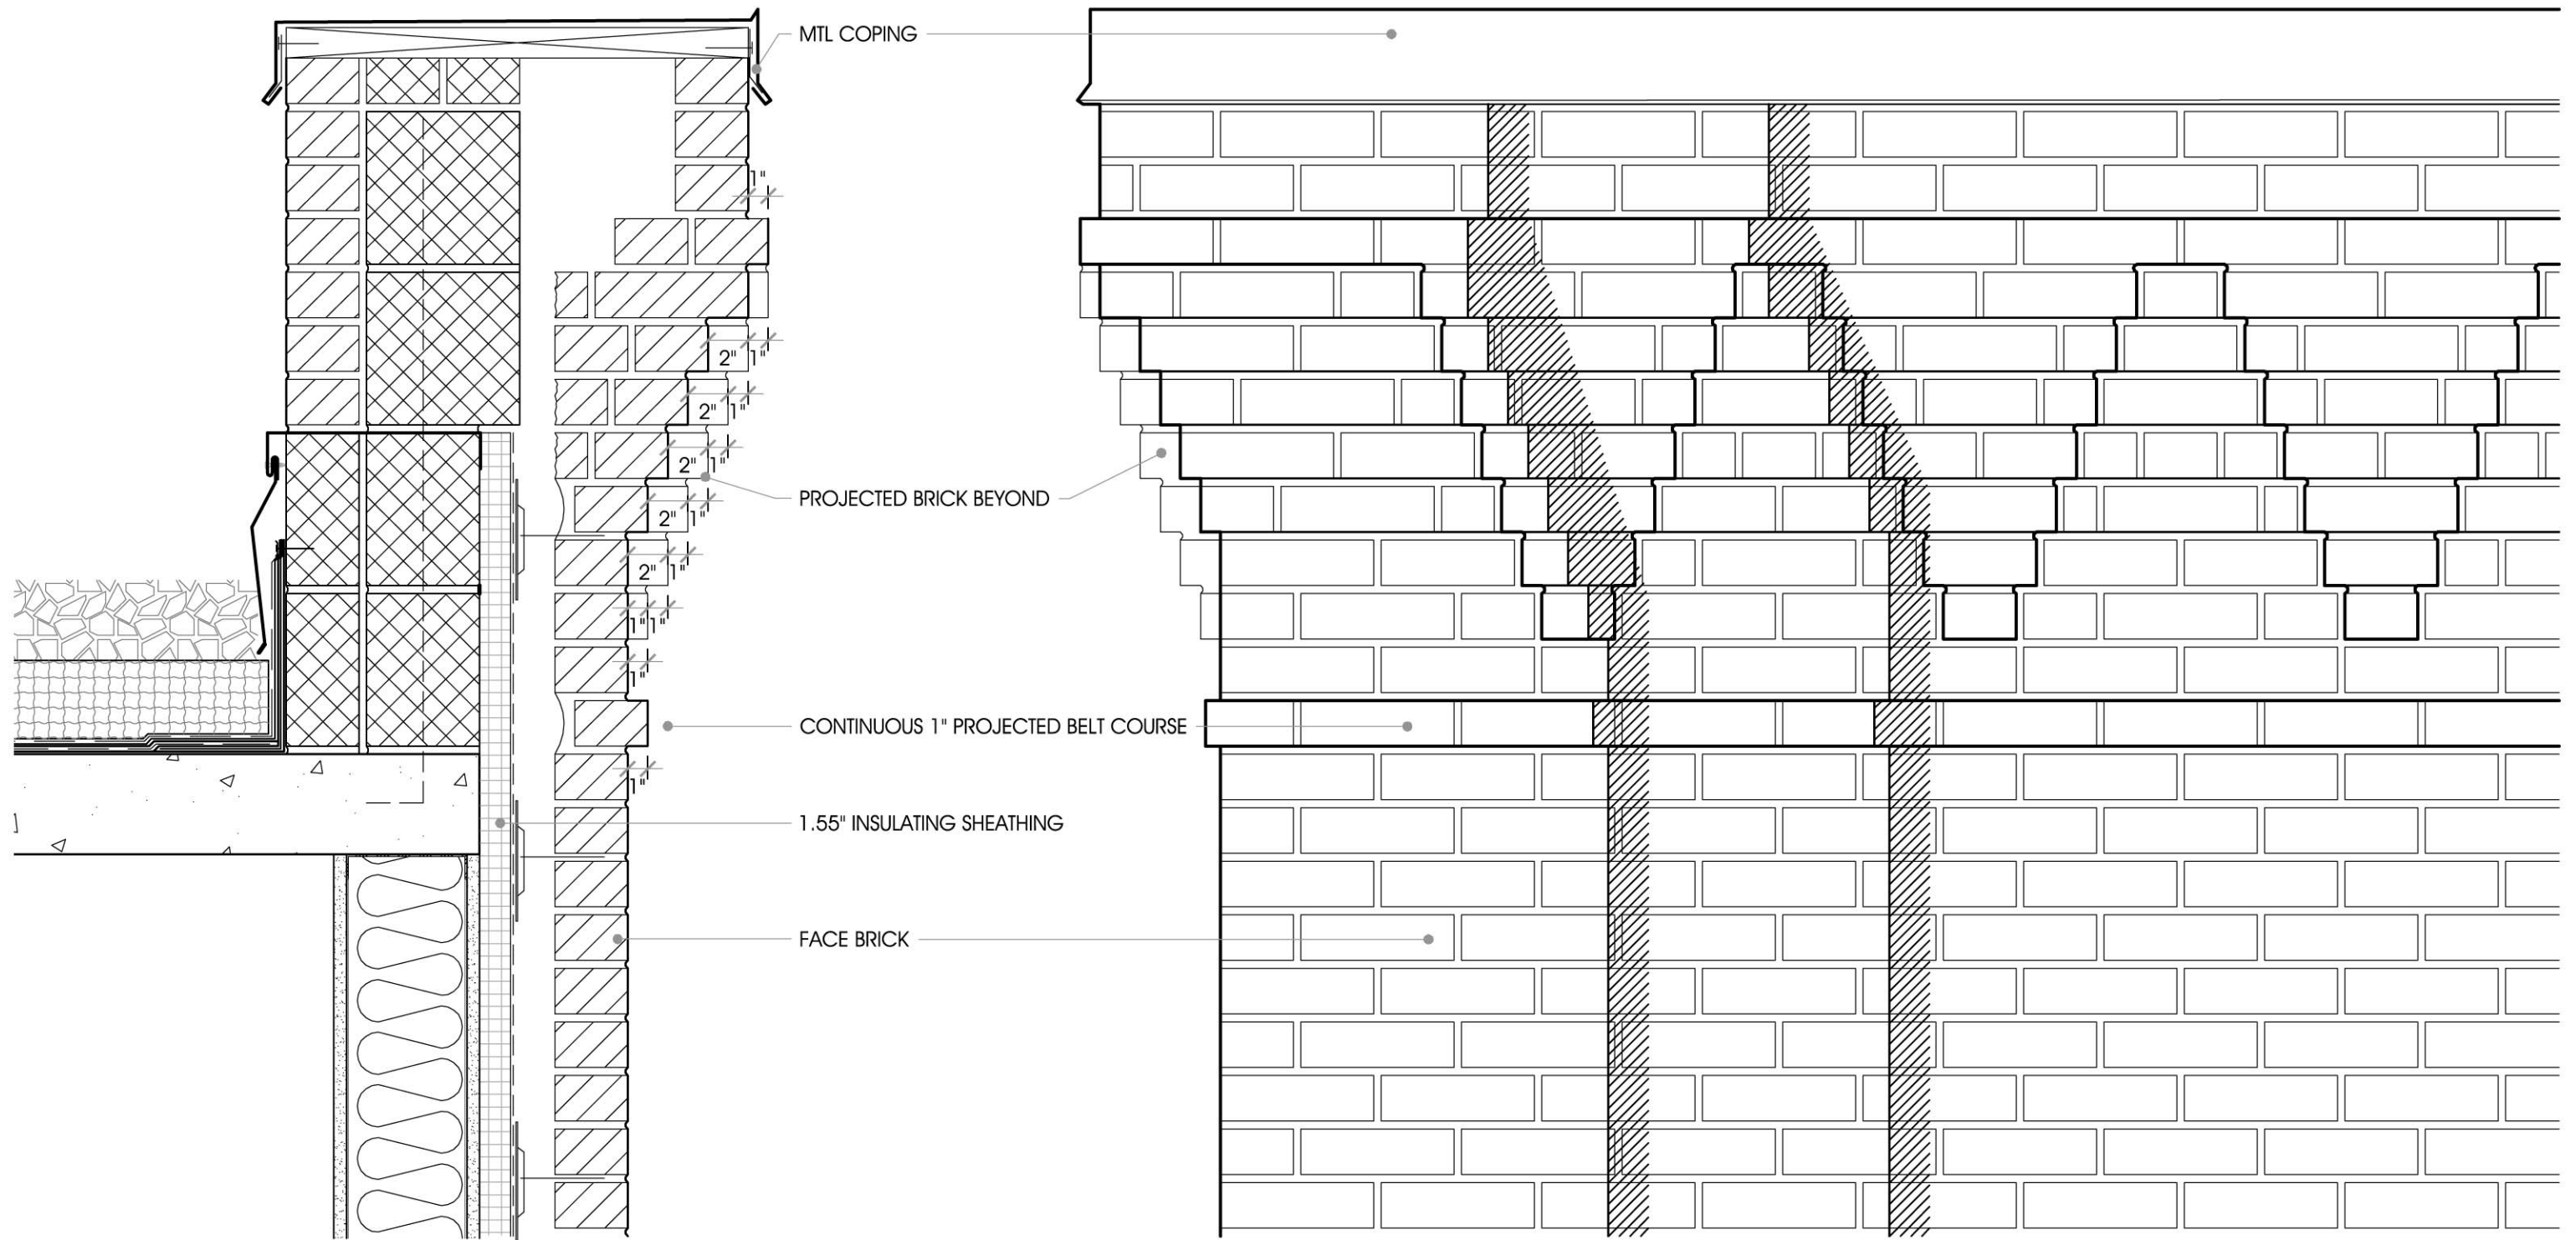 MTL COPING
1"
2" 1"
2" 1"
2" 1"
PROJECTED BRICK BEYOND
2" 1"
2" 1"
1" 1"
1"
CONTINUOUS 1" PROJECTED BELT COURSE
1"
1.55" INSULATING SHEATHING
FACE BRICK